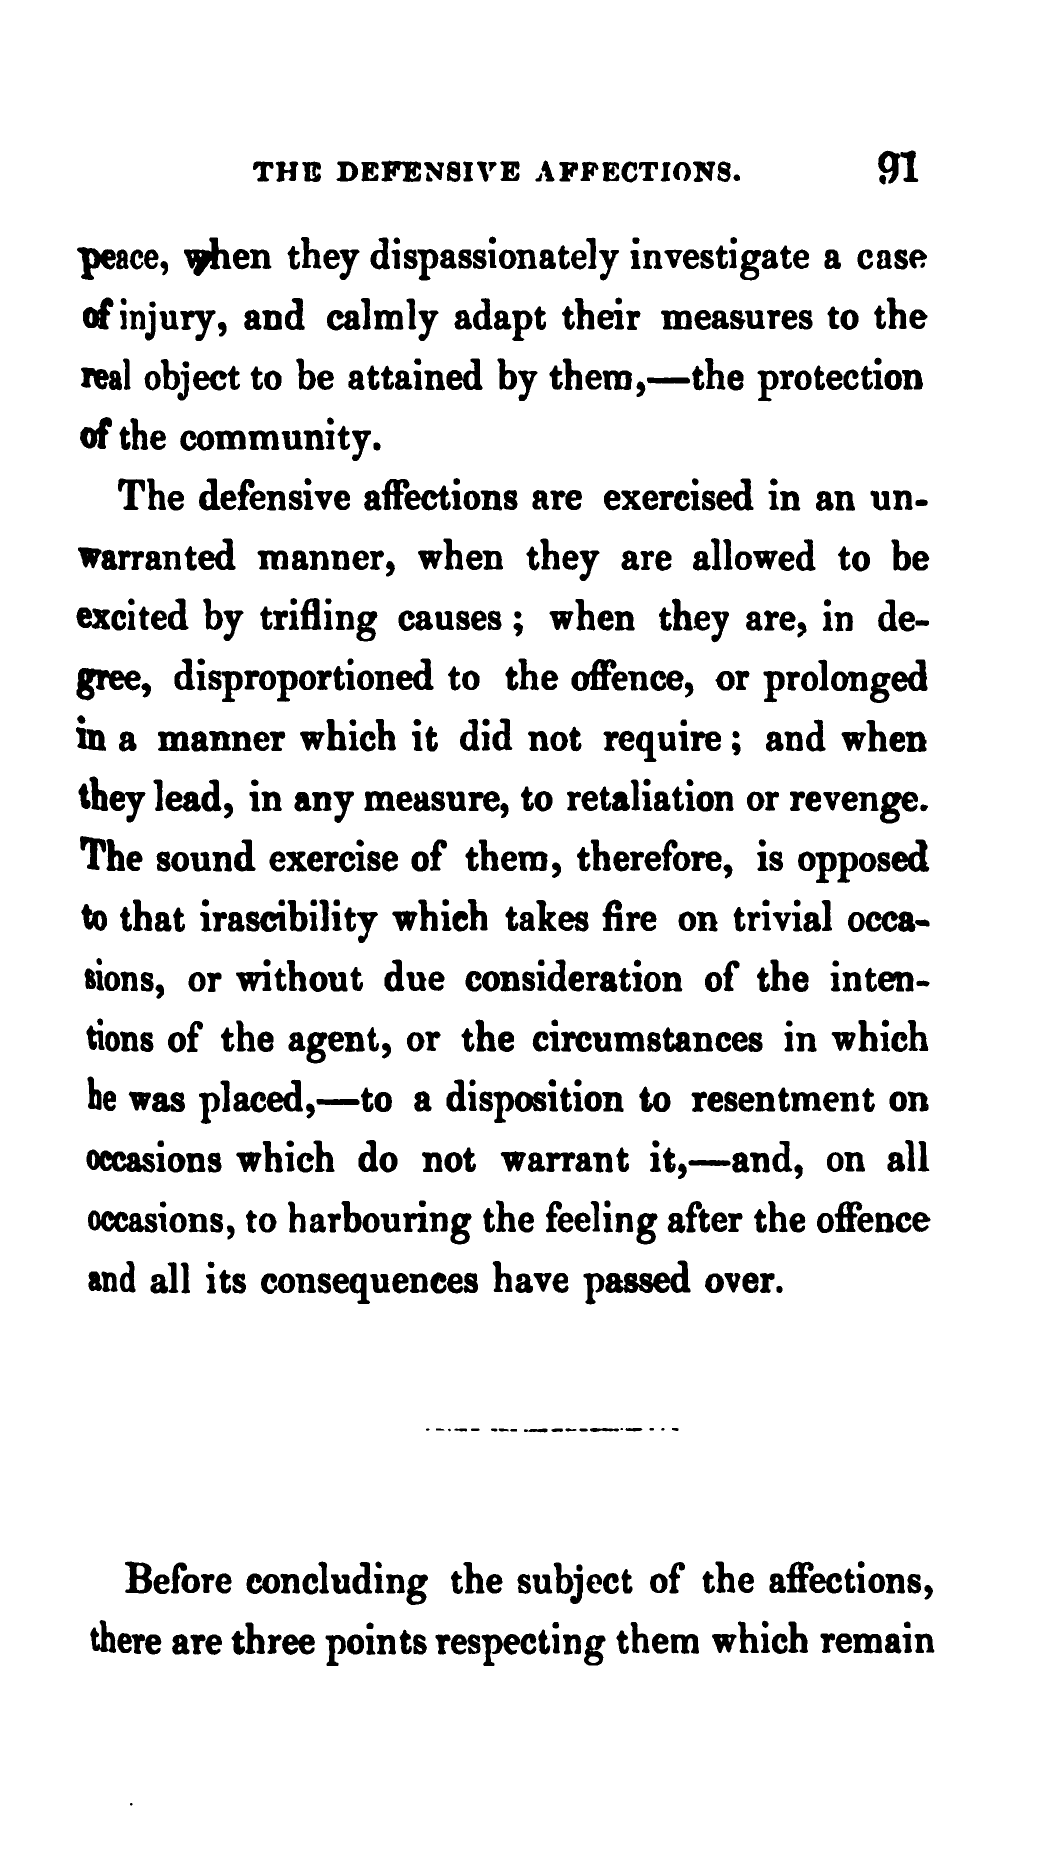 THE DEFENSIVE AFFECTIONS. 91
peace, when they dispassionately investigate a case
of injury, and calmly adapt their measures to the
real object to be attained by them,—the protection
of the community.
The defensive affections are exercised in an un-
warranted manner, when they are allowed to be
excited by trifling causes ; when they are, in de-
gree, disproportioned to the offence, or prolonged
in a manner which it did not require ; and when
they lead, in any measure, to retaliation or revenge.
The sound exercise of them, therefore, is opposed
to that irascibility which takes fire on trivial occa-
sions, or without due consideration of the inten-
tions of the agent, or the circumstances in which
he was placed,—to a disposition to resentment on
occasions which do not warrant it,—and, on all
occasions, to harbouring the feeling after the offence
and all its consequences have passed over.
Before concluding the subject of the affections,
there are three points respecting them which remain